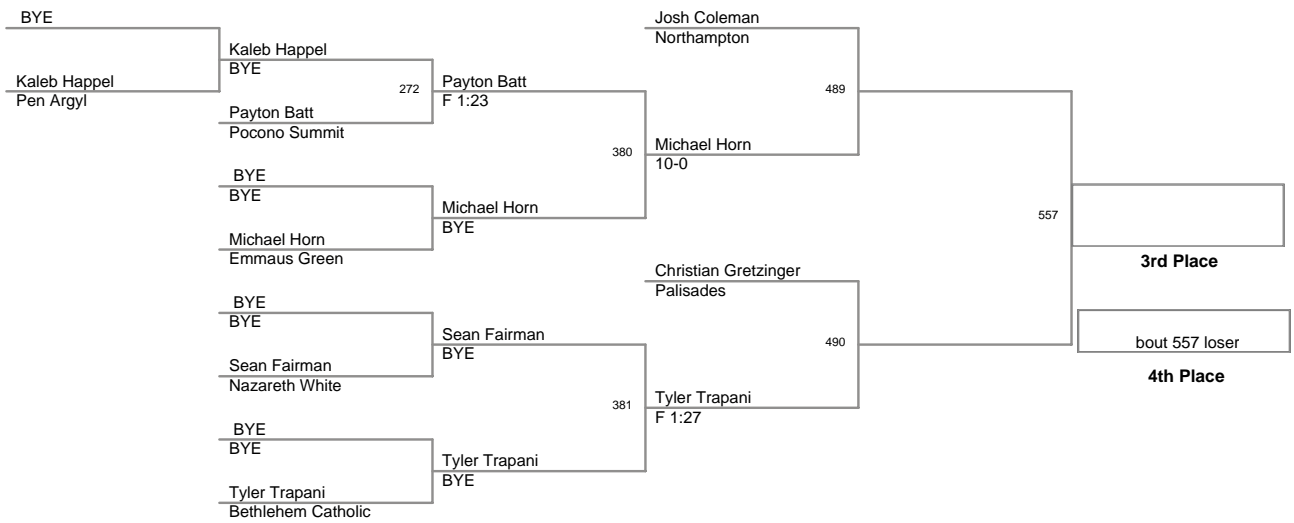 BYE
Kaleb Happel
Pen Argyl
Kaleb Happel
BYE
272
Payton Batt
Pocono Summit
BYE
BYE
Michael Horn
Emmaus Green
BYE
BYE
Sean Fairman
Nazareth White
BYE
BYE
Tyler Trapani
Bethlehem Catholic
Payton Batt
F 1:23
380
Michael Horn
BYE
Sean Fairman
BYE
381
Tyler Trapani
BYE
Josh Coleman
Northampton
489
Michael Horn
10-0
Christian Gretzinger
Palisades
490
Tyler Trapani
F 1:27
557
3rd Place
bout 557 loser
4th Place